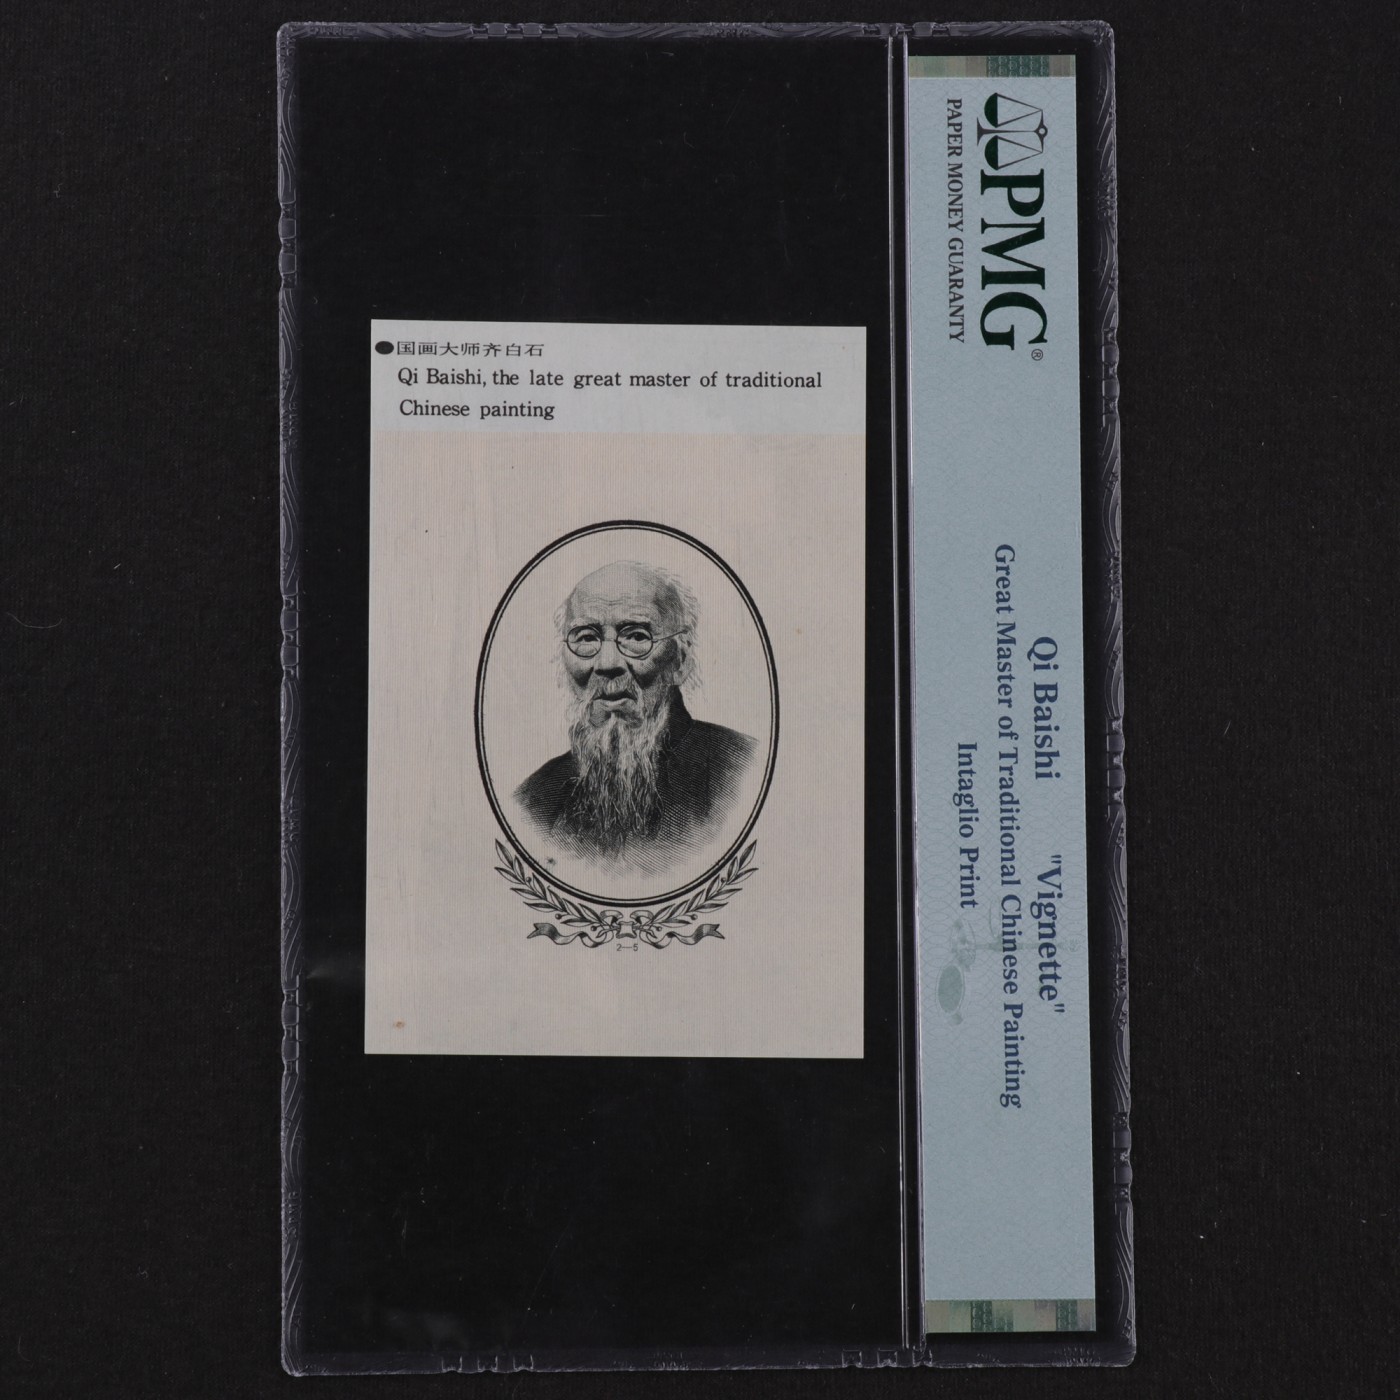 ●国画大师齐白石
Qi Baishi, the late great master of traditional
Chinese painting
2—5
PMG®
PAPER MONEY GUARANTY
Qi Baishi "Vignette"
Great Master of Traditional Chinese Painting
Intaglio Print